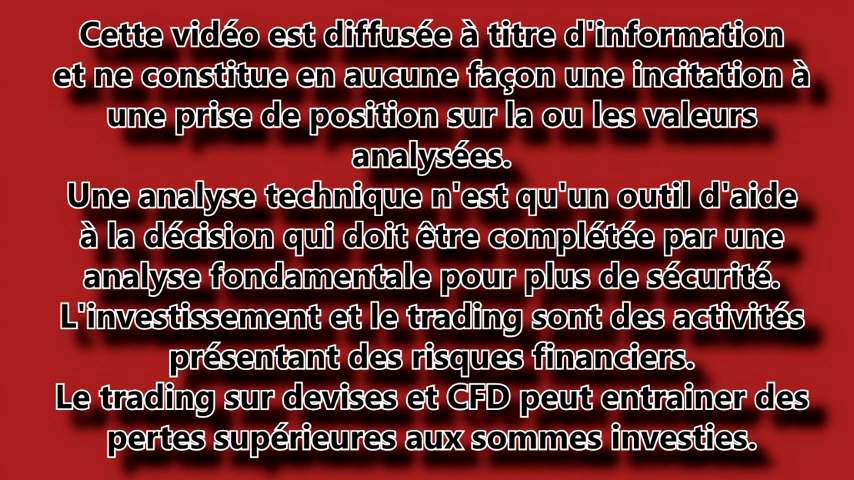 Cette vidéo est diffusée à titre d'information
et ne constitue en aucune façon une incitation à
une prise de position sur la ou les valeurs
analysées.
Une analyse technique n'est qu'un outil d'aide
à la décision qui doit être complétée par une
analyse fondamentale pour plus de sécurité.
L'investissement et le trading sont des activités
présentant des risques financiers.
Le trading sur devises et CFD peut entrainer des
pertes supérieures aux sommes investies.